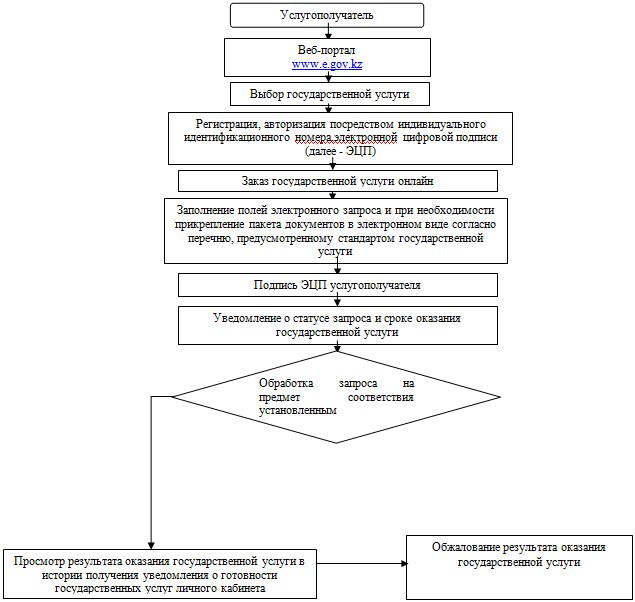 Услугополучатель
Веб-портал
www.e.gov.kz
Выбор государственной услуги
Регистрация, авторизация посредством индивидуального
идентификационного номера,электронной цифровой подписи
(далее - ЭЦП)
Заказ государственной услуги онлайн
Заполнение полей электронного запроса и при необходимости
прикрепление пакета документов в электронном виде согласно
перечню, предусмотренному стандартом государственной
услуги
Подпись ЭЦП услугополучателя
Уведомление о статусе запроса и сроке оказания
государственной услуги
Обработка запроса на
предмет соответствия
установленным
Просмотр результата оказания государственной услуги в
истории получения уведомления о готовности
государственных услуг личного кабинета
Обжалование результата оказания
государственной услуги